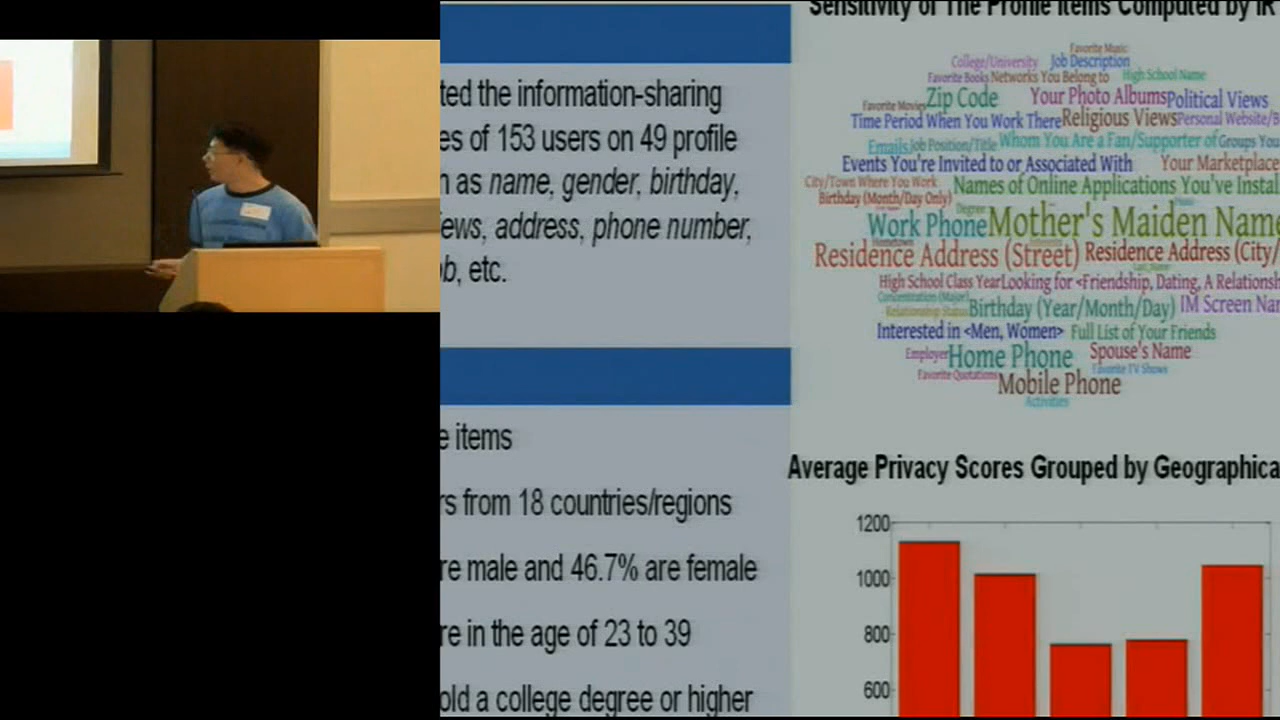 ted the information-sharing
es of 153 users on 49 profile
n as name, gender, birthday,
ews, address, phone number,
ob, etc.
e items
rs from 18 countries/regions
re male and 46.7% are female
re in the age of 23 to 39
old a college degree or higher
Sensitivity of The Profile Items Computed by IR
Favorite Music
College/University Job Description
Favorite Books Networks You Belong to High School Name
Zip Code Your Photo Albums Political Views
Favorite Movies
Time Period When You Work There Religious Views Personal Website/B
Emails Job Position/Title Whom You Are a Fan/Supporter of Groups You
Events You're Invited to or Associated With Your Marketplace
City/Town Where You Work Names of Online Applications You've Instal
Birthday (Month/Day Only)
Degree
Work Phone Mother's Maiden Name
Hometown
Residence Address (Street) Residence Address (City/
High School Class Year Looking for <Friendship, Dating, A Relationsh
Concentration (Major)
Relationship Status Birthday (Year/Month/Day) IM Screen Nam
Interested in <Men, Women> Full List of Your Friends
Employer Home Phone Spouse's Name
Favorite TV Shows
Favorite Quotations Mobile Phone
Activities
Average Privacy Scores Grouped by Geographica
1200
1000
800
600